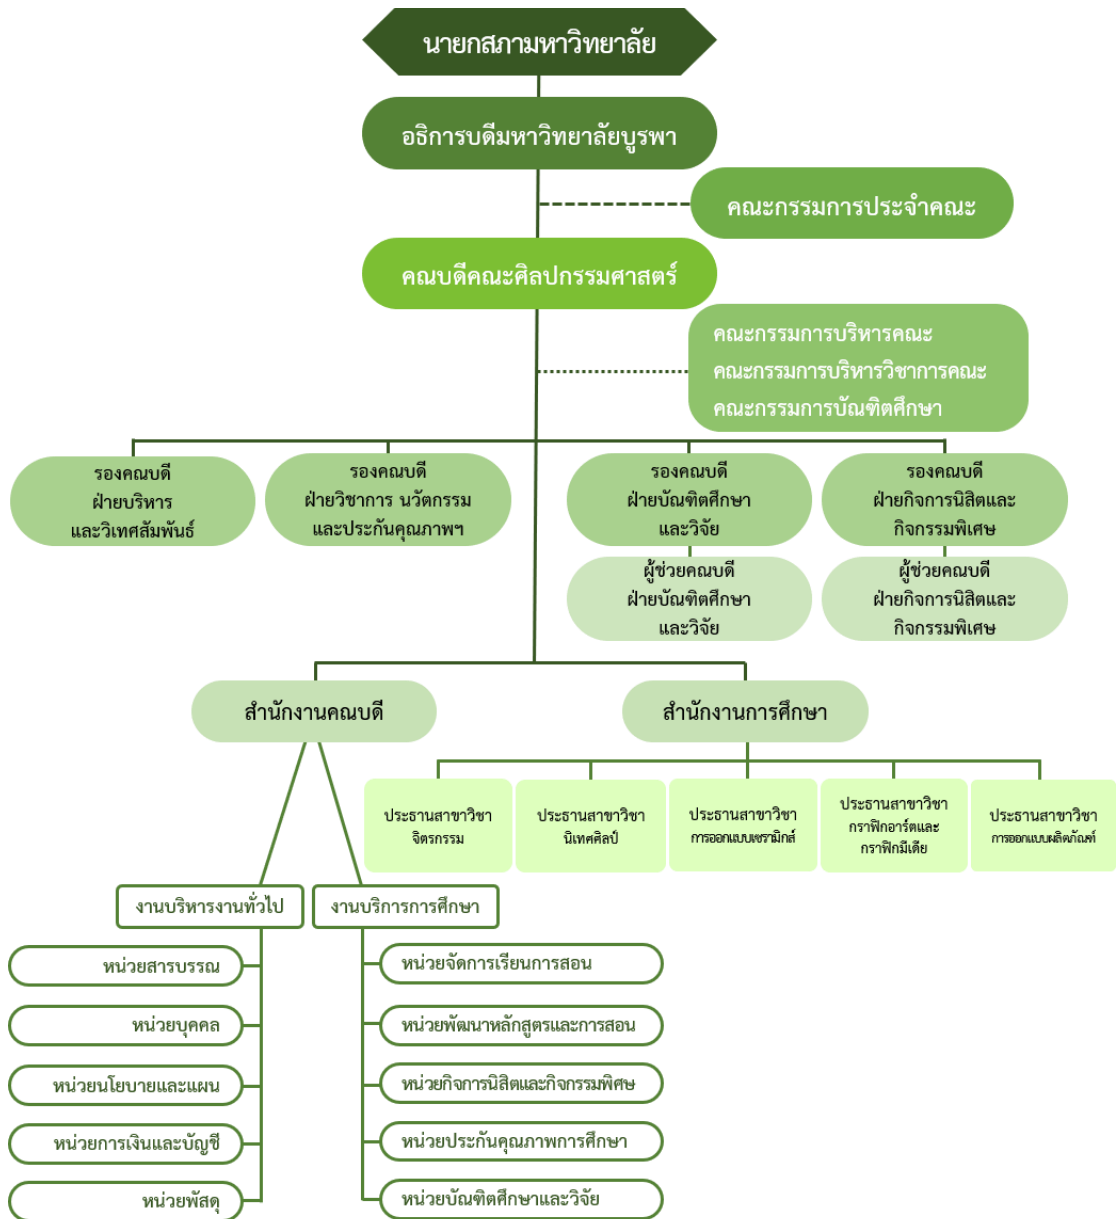 นายกสภามหาวิทยาลัย
อธิการบดีมหาวิทยาลัยบูรพา
คณะกรรมการประจำคณะ
คณบดีคณะศิลปกรรมศาสตร์
คณะกรรมการบริหารคณะ
คณะกรรมการบริหารวิชาการคณะ
คณะกรรมการบัณฑิตศึกษา
รองคณบดี
ฝ่ายบริหาร
และวิเทศสัมพันธ์
รองคณบดี
ฝ่ายวิชาการ นวัตกรรม
และประกันคุณภาพฯ
รองคณบดี
ฝ่ายบัณฑิตศึกษา
และวิจัย
รองคณบดี
ฝ่ายกิจการนิสิตและ
กิจกรรมพิเศษ
ผู้ช่วยคณบดี
ฝ่ายบัณฑิตศึกษา
และวิจัย
ผู้ช่วยคณบดี
ฝ่ายกิจการนิสิตและ
กิจกรรมพิเศษ
สำนักงานคณบดี
สำนักงานการศึกษา
ประธานสาขาวิชา
จิตรกรรม
ประธานสาขาวิชา
นิเทศศิลป์
ประธานสาขาวิชา
การออกแบบเซรามิกส์
ประธานสาขาวิชา
กราฟิกอาร์ตและ
กราฟิกมีเดีย
ประธานสาขาวิชา
การออกแบบผลิตภัณฑ์
งานบริหารงานทั่วไป
งานบริการการศึกษา
หน่วยสารบรรณ
หน่วยบุคคล
หน่วยนโยบายและแผน
หน่วยการเงินและบัญชี
หน่วยพัสดุ
หน่วยจัดการเรียนการสอน
หน่วยพัฒนาหลักสูตรและการสอน
หน่วยกิจการนิสิตและกิจกรรมพิศษ
หน่วยประกันคุณภาพการศึกษา
หน่วยบัณฑิตศึกษาและวิจัย